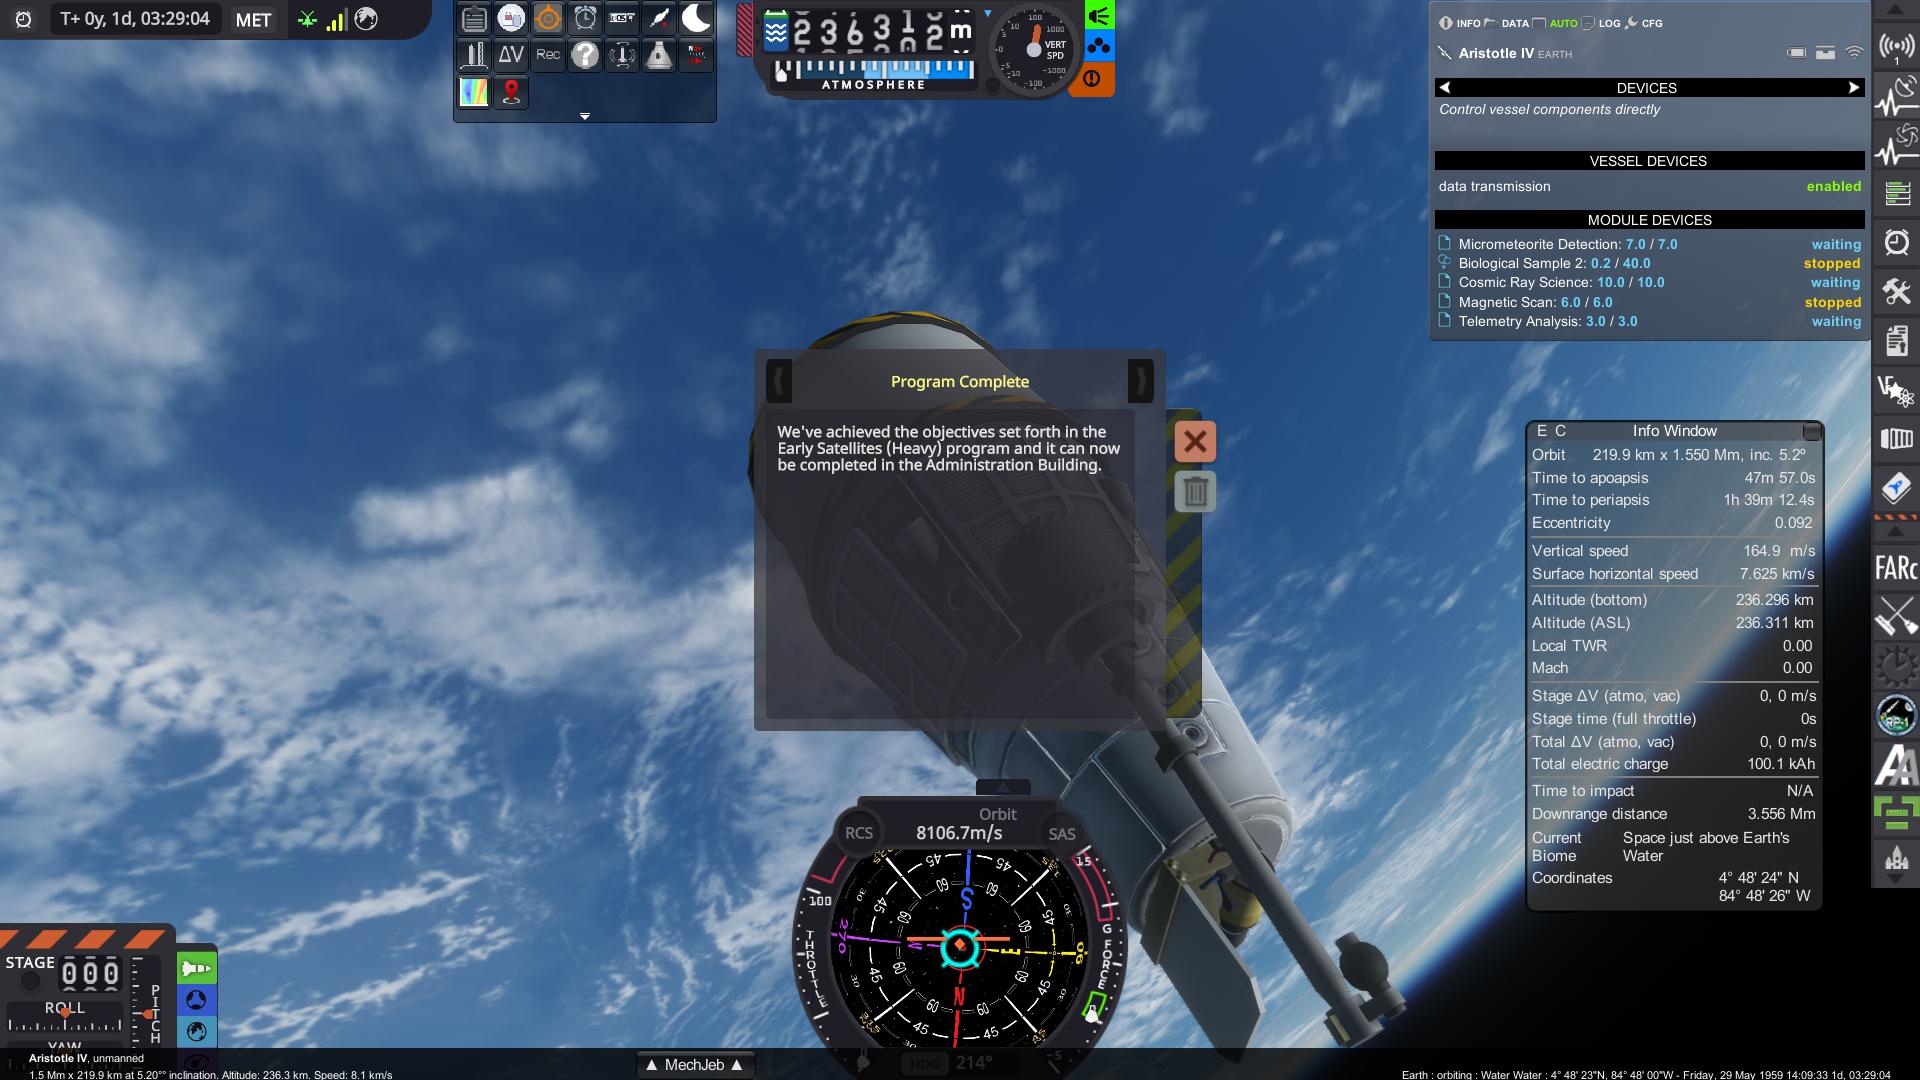 T+ 0y, 1d, 03:29:04 MET
ΔV Rec
236312 m
VERT SPD
ATMOSPHERE
INFO DATA AUTO LOG CFG
Aristotle IV EARTH
DEVICES
Control vessel components directly
VESSEL DEVICES
data transmission enabled
MODULE DEVICES
Micrometeorite Detection: 7.0 / 7.0 waiting
Biological Sample 2: 0.2 / 40.0 stopped
Cosmic Ray Science: 10.0 / 10.0 waiting
Magnetic Scan: 6.0 / 6.0 stopped
Telemetry Analysis: 3.0 / 3.0 waiting
Program Complete
We've achieved the objectives set forth in the
Early Satellites (Heavy) program and it can now
be completed in the Administration Building.
E C Info Window
Orbit 219.9 km x 1.550 Mm, inc. 5.2º
Time to apoapsis 47m 57.0s
Time to periapsis 1h 39m 12.4s
Eccentricity 0.092
Vertical speed 164.9 m/s
Surface horizontal speed 7.625 km/s
Altitude (bottom) 236.296 km
Altitude (ASL) 236.311 km
Local TWR 0.00
Mach 0.00
Stage ΔV (atmo, vac) 0, 0 m/s
Stage time (full throttle) 0s
Total ΔV (atmo, vac) 0, 0 m/s
Total electric charge 100.1 kAh
Time to impact N/A
Downrange distance 3.556 Mm
Current Biome Space just above Earth's Water
Coordinates 4° 48' 24" N
84° 48' 26" W
FARc
Orbit
RCS 8106.7m/s SAS
THROTTLE
G FORCE
HDG 214°
STAGE 000
ROLL
PITCH
YAW
Aristotle IV, unmanned
1.5 Mm x 219.9 km at 5.20°° inclination. Altitude: 236.3 km. Speed: 8.1 km/s
▲ MechJeb ▲
Earth : orbiting : Water Water : 4° 48' 23"N, 84° 48' 00"W - Friday, 29 May 1959 14:09:33 1d, 03:29:04